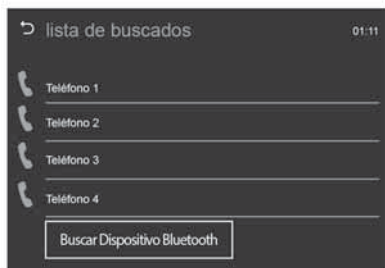 lista de buscados
01:11
Teléfono 1
Teléfono 2
Teléfono 3
Teléfono 4
Buscar Dispositivo Bluetooth